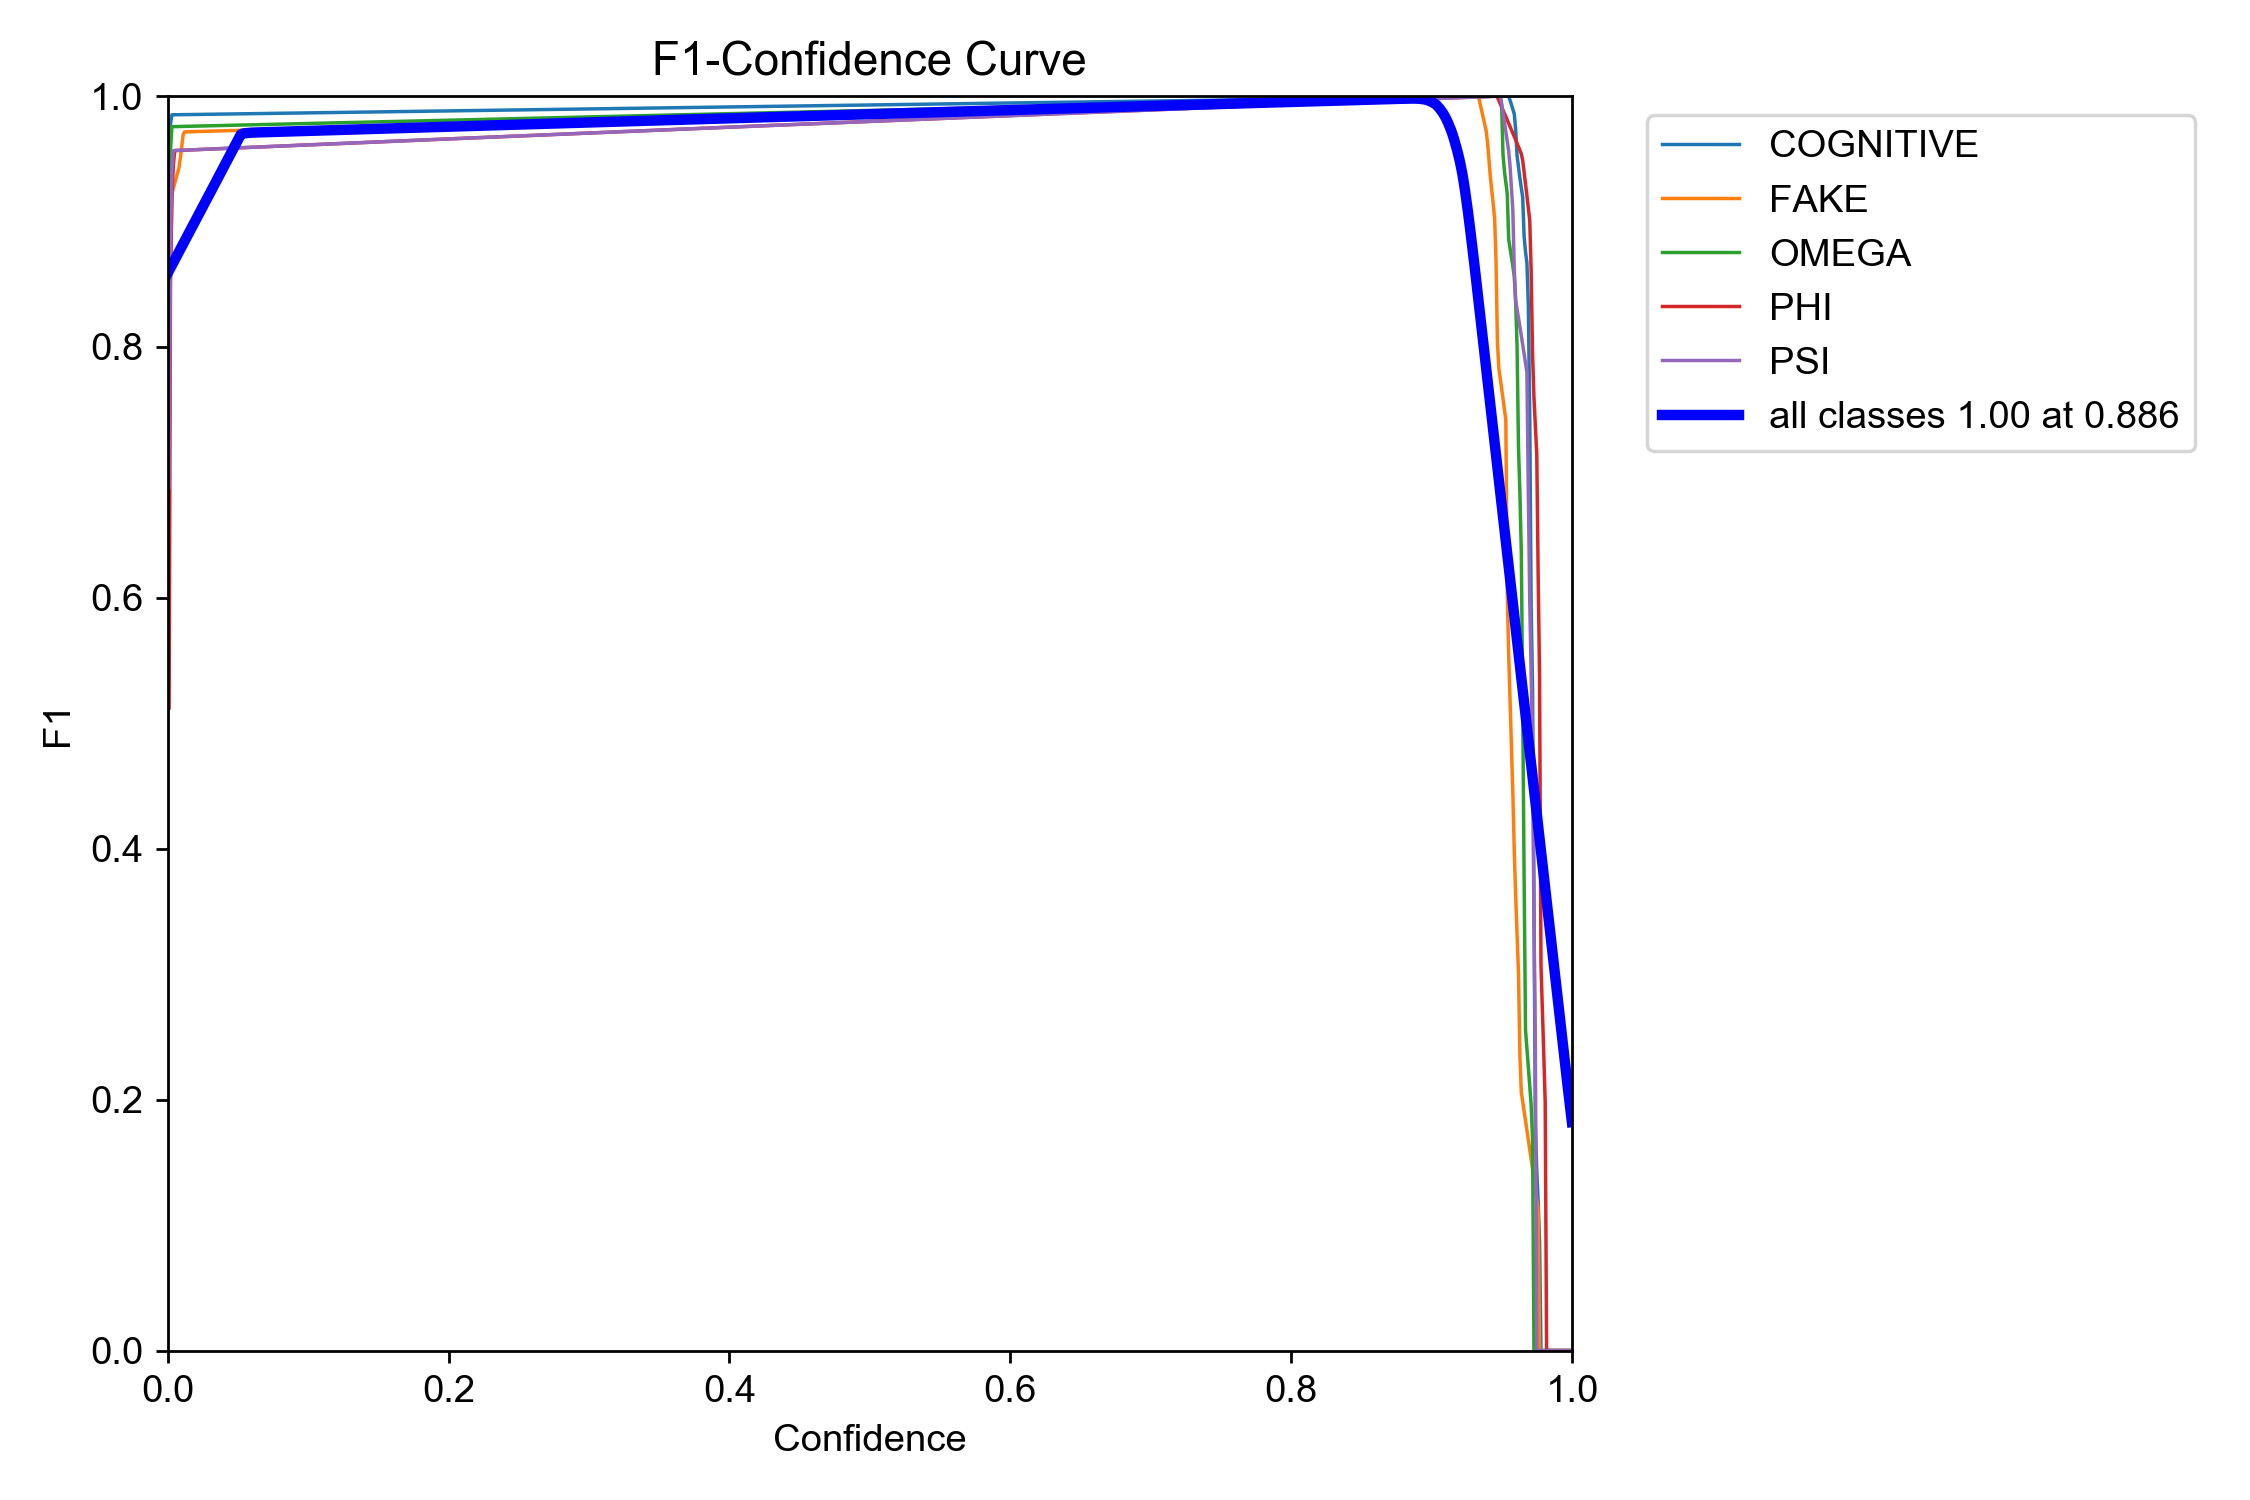 F1-Confidence Curve
1.0
0.8
0.6
0.4
0.2
0.0
F1
0.0 0.2 0.4 0.6 0.8 1.0
Confidence
COGNITIVE
FAKE
OMEGA
PHI
PSI
all classes 1.00 at 0.886